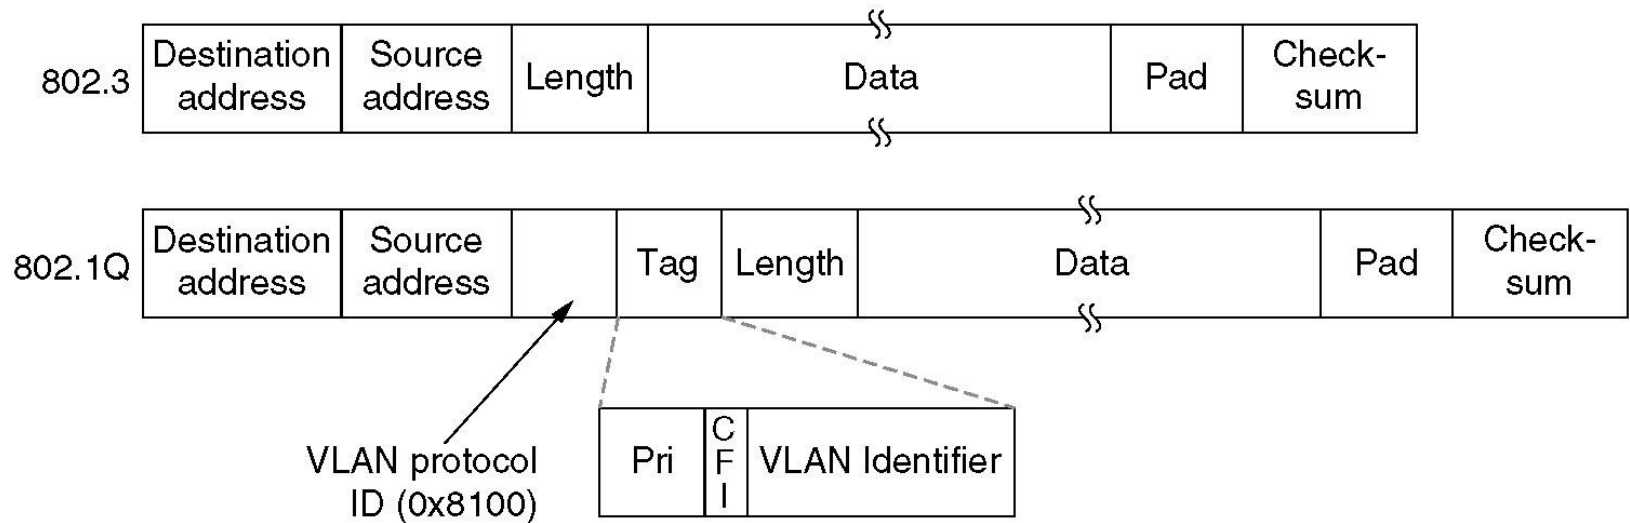 802.3
Destination
address
Source
address
Length
Data
Pad
Check-
sum
802.1Q
Destination
address
Source
address
Tag
Length
Data
Pad
Check-
sum
VLAN protocol
ID (0x8100)
Pri
C
F
I
VLAN Identifier